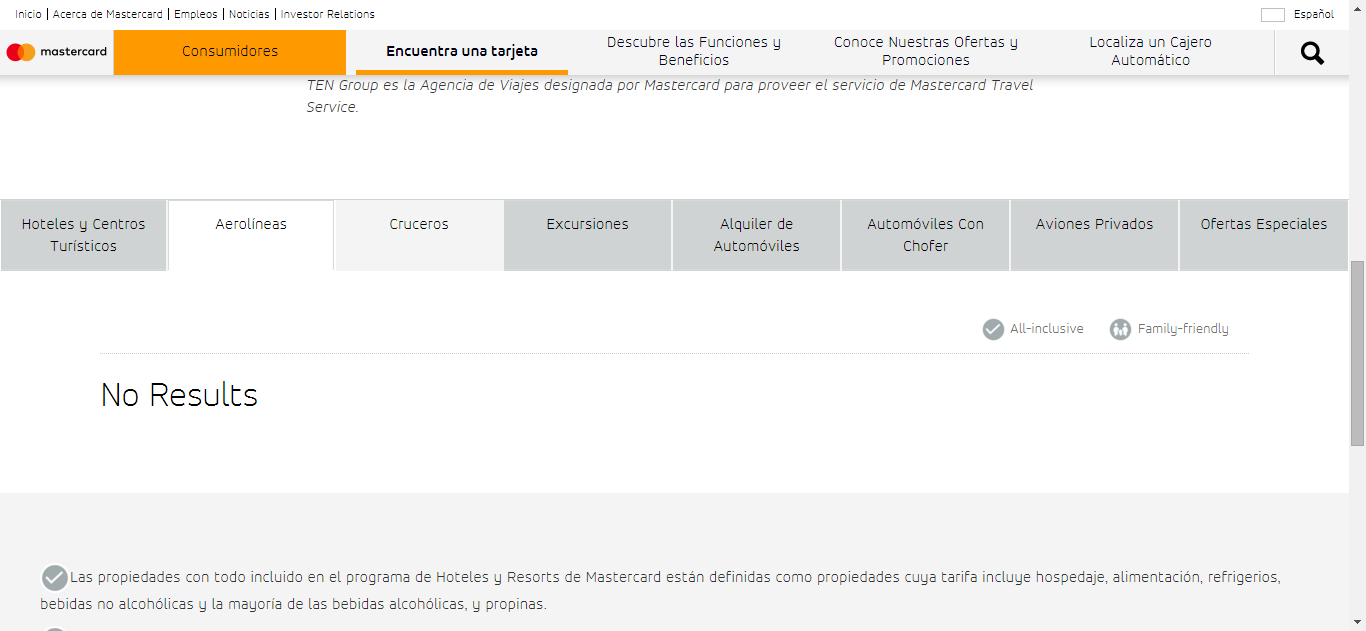 Inicio | Acerca de Mastercard | Empleos | Noticias | Investor Relations
Español
mastercard
Consumidores
Encuentra una tarjeta
Descubre las Funciones y
Beneficios
Conoce Nuestras Ofertas y
Promociones
Localiza un Cajero
Automático
TEN Group es la Agencia de Viajes designada por Mastercard para proveer el servicio de Mastercard Travel
Service.
Hoteles y Centros
Turísticos
Aerolíneas
Cruceros
Excursiones
Alquiler de
Automóviles
Automóviles Con
Chofer
Aviones Privados
Ofertas Especiales
All-inclusive
Family-friendly
No Results
Las propiedades con todo incluido en el programa de Hoteles y Resorts de Mastercard están definidas como propiedades cuya tarifa incluye hospedaje, alimentación, refrigerios,
bebidas no alcohólicas y la mayoría de las bebidas alcohólicas, y propinas.